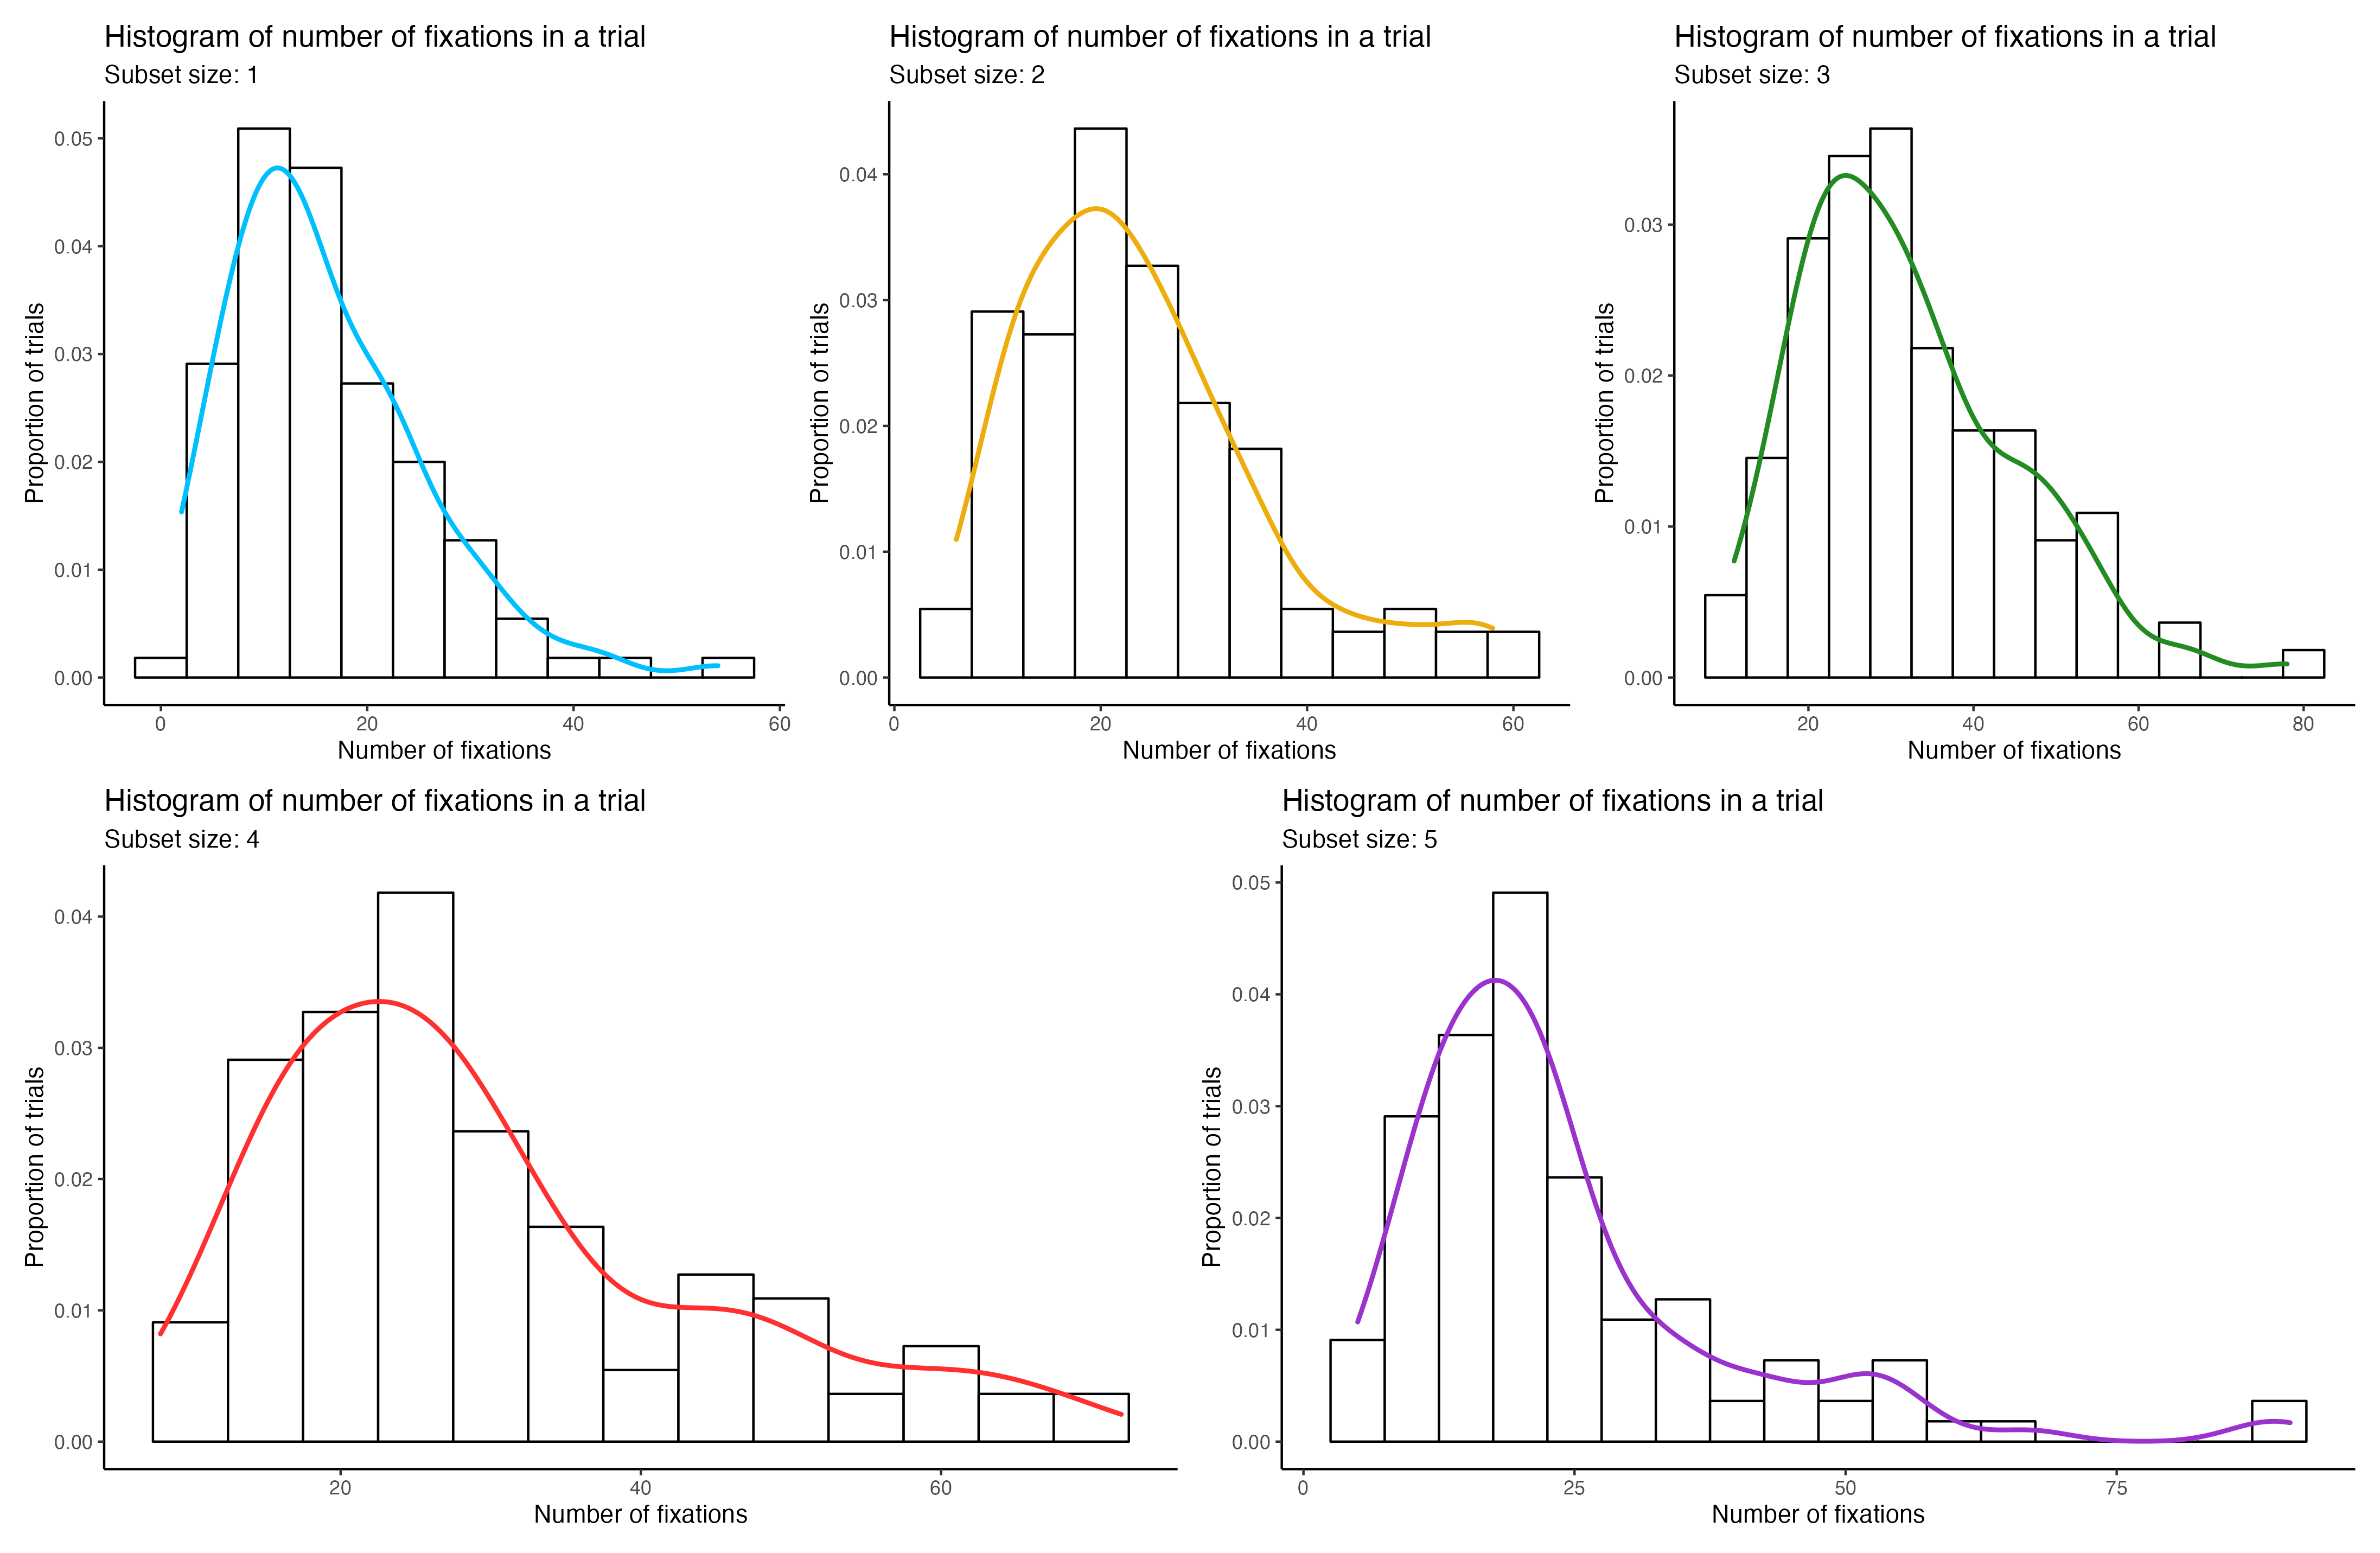 Histogram of number of fixations in a trial
Subset size: 1
Proportion of trials
0.05
0.04
0.03
0.02
0.01
0.00
0 20 40 60
Number of fixations
Histogram of number of fixations in a trial
Subset size: 2
Proportion of trials
0.04
0.03
0.02
0.01
0.00
0 20 40 60
Number of fixations
Histogram of number of fixations in a trial
Subset size: 3
Proportion of trials
0.03
0.02
0.01
0.00
20 40 60 80
Number of fixations
Histogram of number of fixations in a trial
Subset size: 4
Proportion of trials
0.04
0.03
0.02
0.01
0.00
20 40 60
Number of fixations
Histogram of number of fixations in a trial
Subset size: 5
Proportion of trials
0.05
0.04
0.03
0.02
0.01
0.00
0 25 50 75
Number of fixations